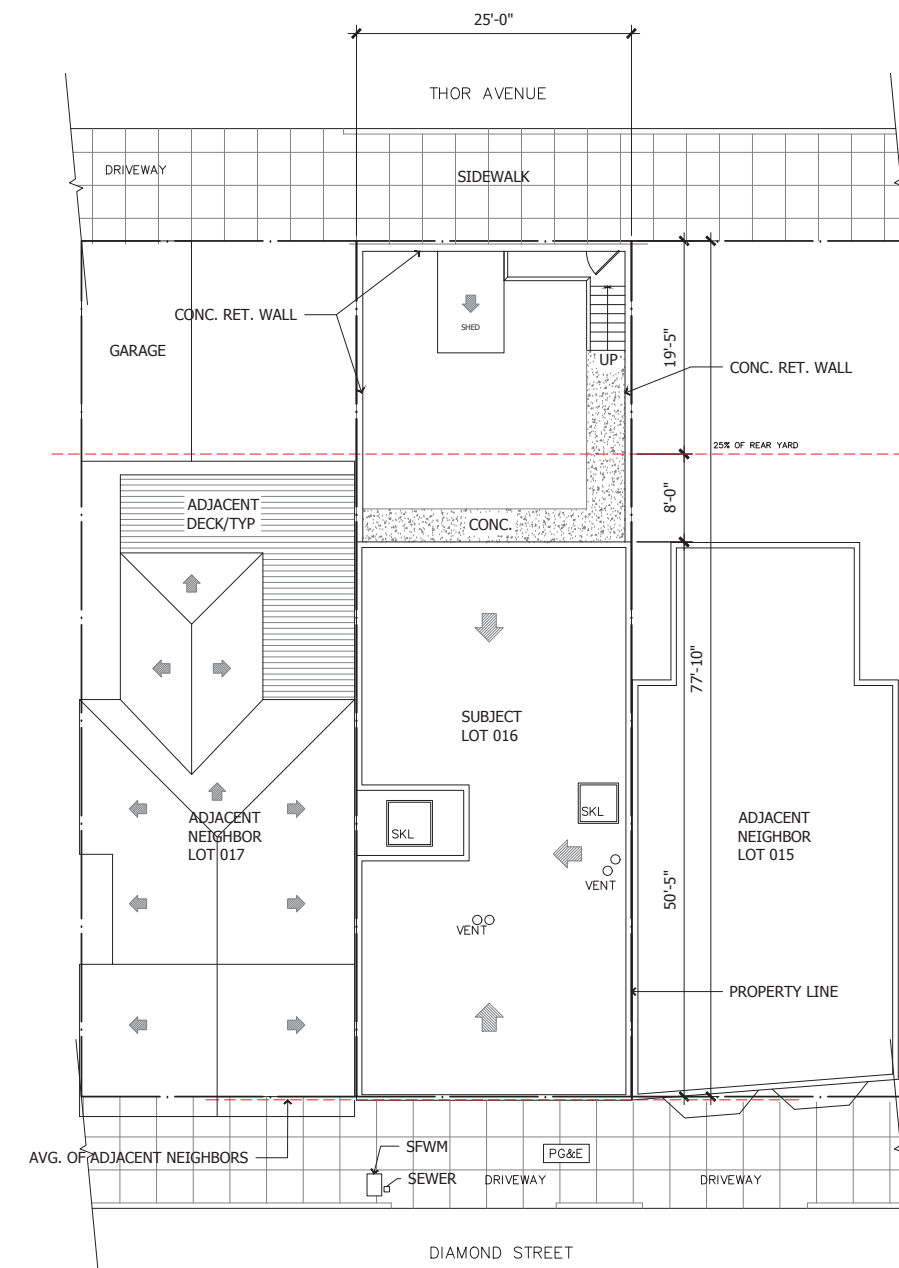 25'-0"
THOR AVENUE
DRIVEWAY
SIDEWALK
CONC. RET. WALL
SHED
GARAGE
UP
19'-5"
CONC. RET. WALL
25% OF REAR YARD
ADJACENT
DECK/TYP
CONC.
8'-0"
77'-10"
SUBJECT
LOT 016
ADJACENT
NEIGHBOR
LOT 017
SKL
SKL
ADJACENT
NEIGHBOR
LOT 015
VENT
VENT
50'-5"
PROPERTY LINE
AVG. OF ADJACENT NEIGHBORS
SFWM
SEWER
PG&E
DRIVEWAY
DRIVEWAY
DIAMOND STREET